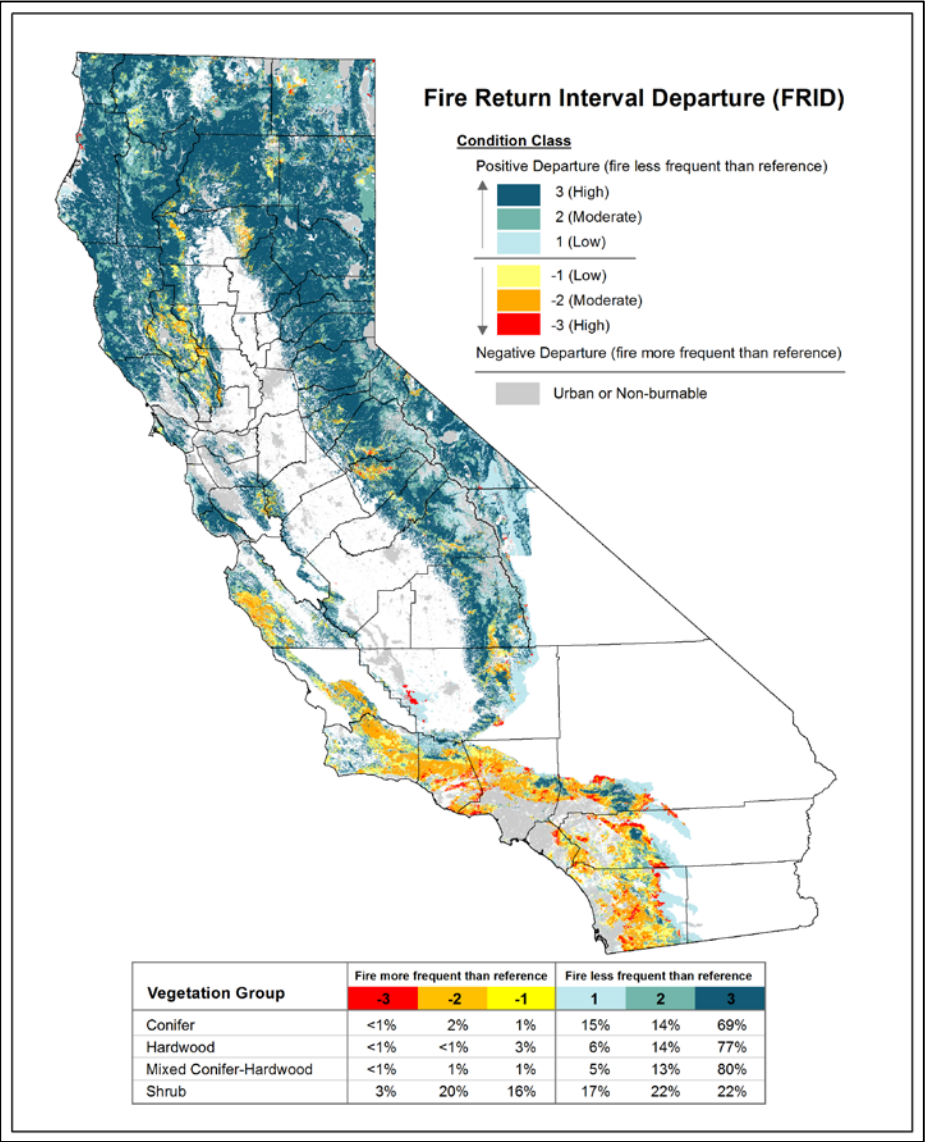 Fire Return Interval Departure (FRID)
Condition Class
Positive Departure (fire less frequent than reference)
3 (High)
2 (Moderate)
1 (Low)
-1 (Low)
-2 (Moderate)
-3 (High)
Negative Departure (fire more frequent than reference)
Urban or Non-burnable
Vegetation Group
Fire more frequent than reference Fire less frequent than reference
-3 -2 -1 1 2 3
Conifer <1% 2% 1% 15% 14% 69%
Hardwood <1% <1% 3% 6% 14% 77%
Mixed Conifer-Hardwood <1% 1% 1% 5% 13% 80%
Shrub 3% 20% 16% 17% 22% 22%